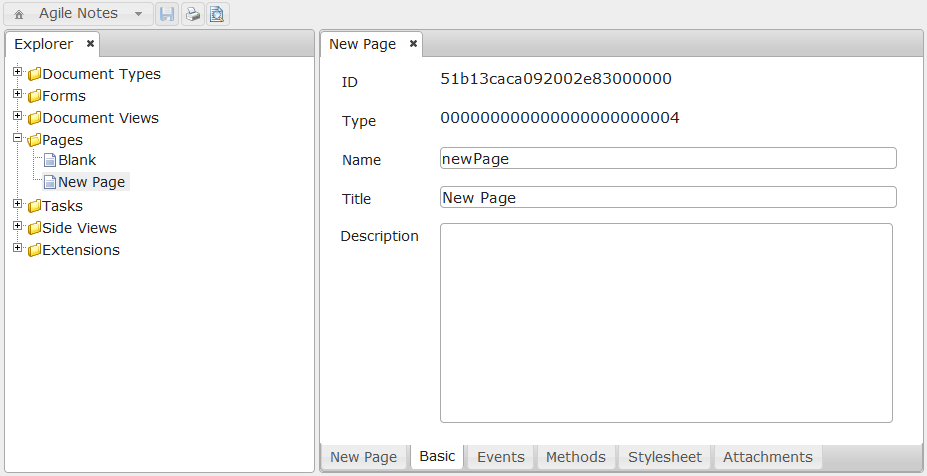 Agile Notes
Explorer
Document Types
Forms
Document Views
Pages
Blank
New Page
Tasks
Side Views
Extensions
New Page
ID 51b13caca092002e83000000
Type 000000000000000000000004
Name newPage
Title New Page
Description
New Page Basic Events Methods Stylesheet Attachments